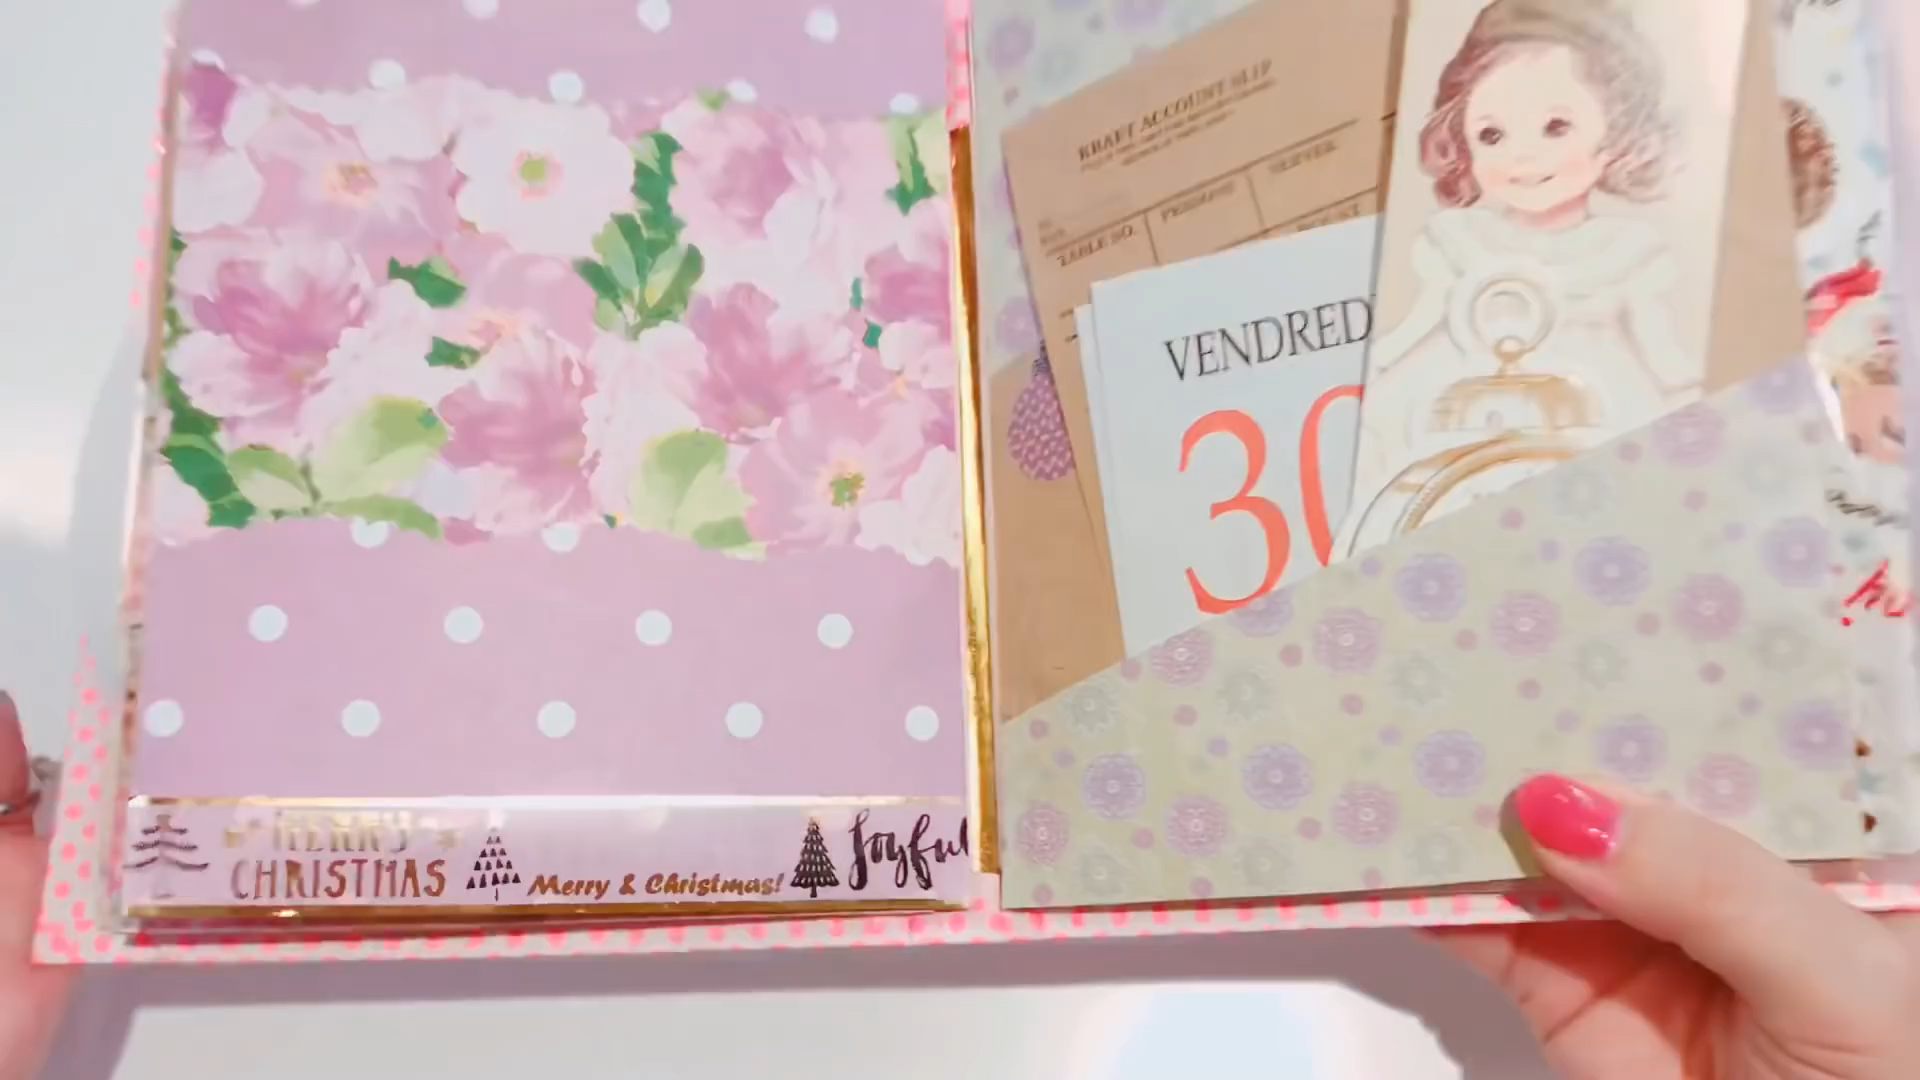 MERRY
CHRISTMAS
Merry & Christmas!
Joyful
KRAFT ACCOUNT SLIP
TABLE NO.
PERSONS
SERVER
VENDRED
30